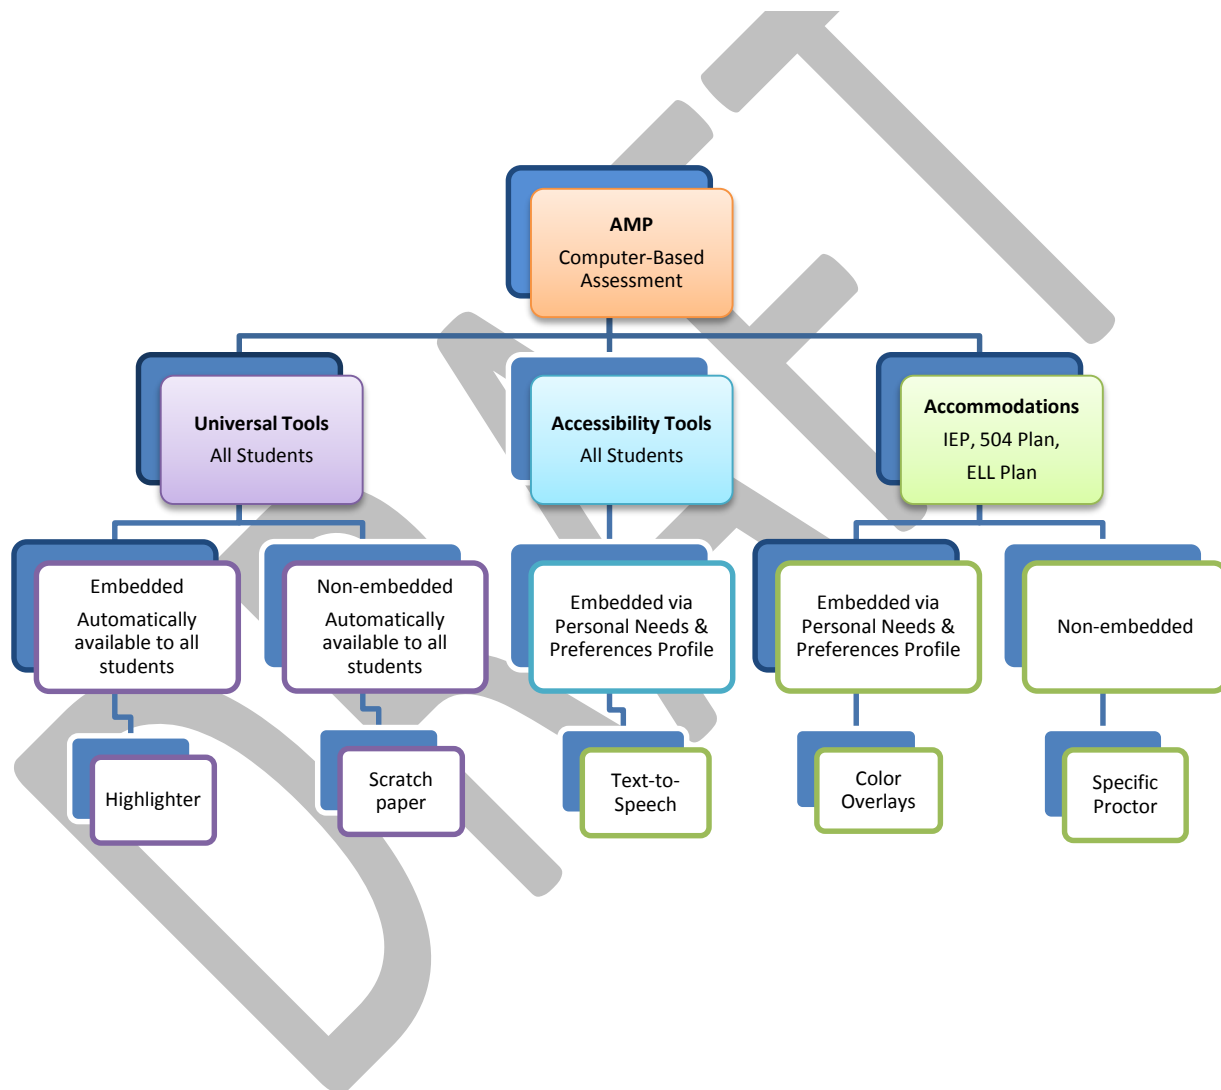 AMP
Computer-Based
Assessment
Universal Tools
All Students
Accessibility Tools
All Students
Accommodations
IEP, 504 Plan,
ELL Plan
Embedded
Automatically
available to all
students
Non-embedded
Automatically
available to all
students
Embedded via
Personal Needs &
Preferences Profile
Embedded via
Personal Needs &
Preferences Profile
Non-embedded
Highlighter
Scratch
paper
Text-to-
Speech
Color
Overlays
Specific
Proctor
DRAFT